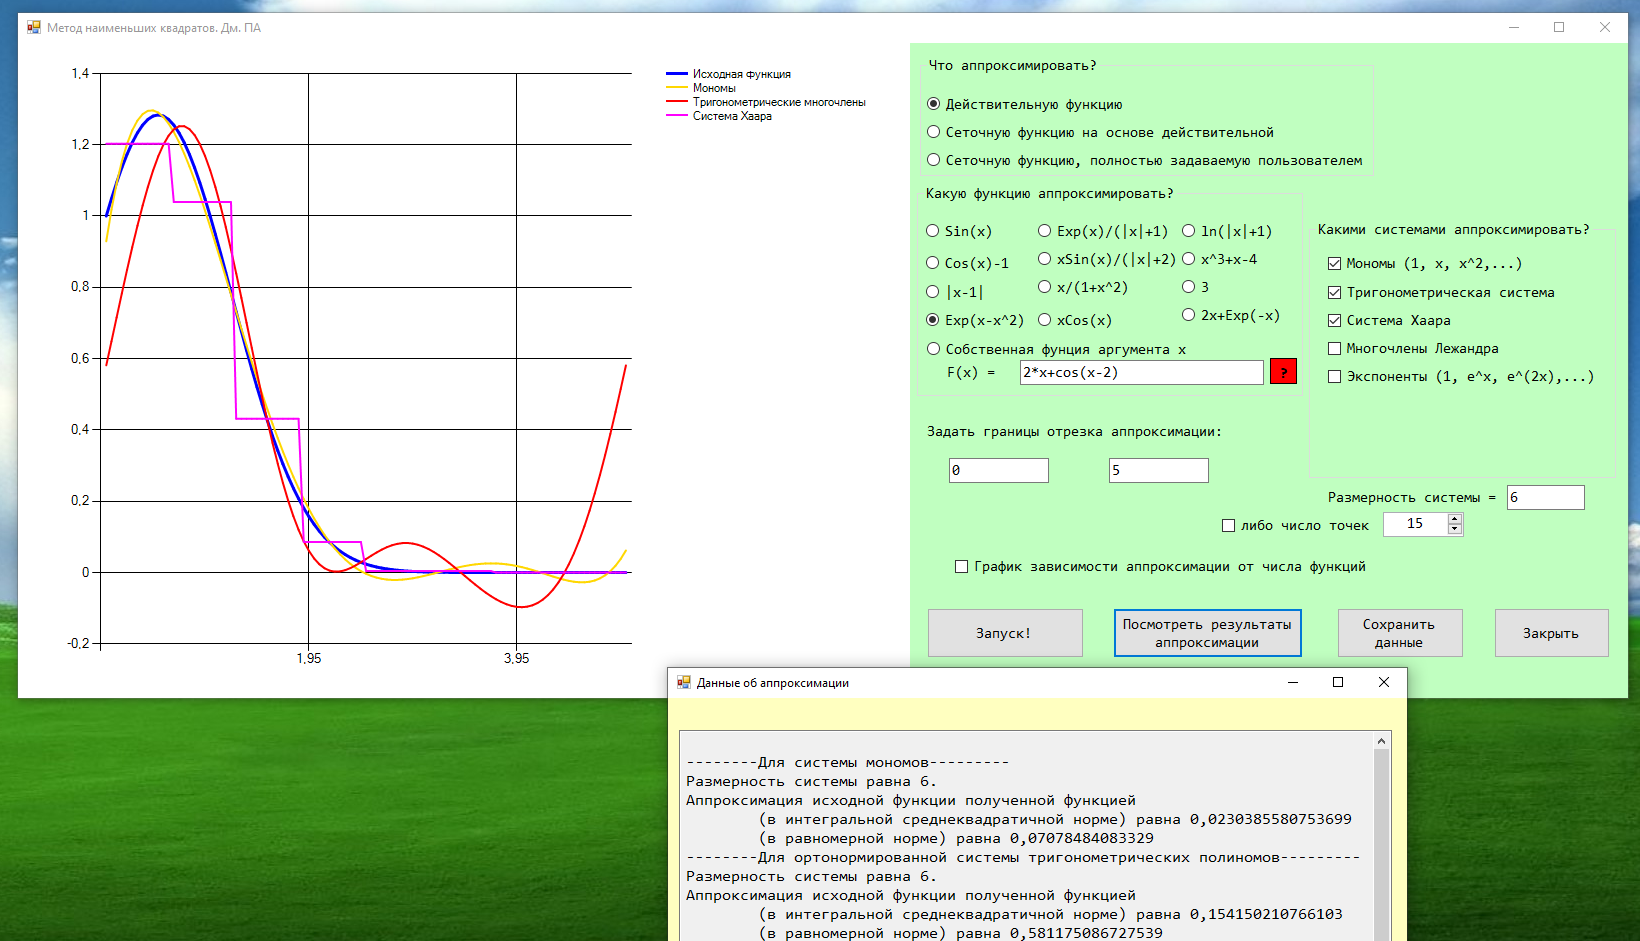 Метод наименьших квадратов. Дм. ПА
1,4
1,2
1
0,8
0,6
0,4
0,2
0
-0,2
1,95
3,95
Исходная функция
Мономы
Тригонометрические многочлены
Система Хаара
Что аппроксимировать?
Действительную функцию
Сеточную функцию на основе действительной
Сеточную функцию, полностью задаваемую пользователем
Какую функцию аппроксимировать?
Sin(x)
Exp(x)/(|x|+1)
ln(|x|+1)
Cos(x)-1
xSin(x)/(|x|+2)
x^3+x-4
|x-1|
x/(1+x^2)
3
Exp(x-x^2)
xCos(x)
2x+Exp(-x)
Собственная фунция аргумента x
F(x) =
2*x+cos(x-2)
?
Какими системами аппроксимировать?
Мономы (1, x, x^2,...)
Тригонометрическая система
Система Хаара
Многочлены Лежандра
Экспоненты (1, e^x, e^(2x),...)
Задать границы отрезка аппроксимации:
0
5
Размерность системы =
6
либо число точек
15
График зависимости аппроксимации от числа функций
Запуск!
Посмотреть результаты
аппроксимации
Сохранить
данные
Закрыть
Данные об аппроксимации
--------Для системы мономов---------
Размерность системы равна 6.
Аппроксимация исходной функции полученной функцией
(в интегральной среднеквадратичной норме) равна 0,0230385580753699
(в равномерной норме) равна 0,07078484083329
--------Для ортонормированной системы тригонометрических полиномов---------
Размерность системы равна 6.
Аппроксимация исходной функции полученной функцией
(в интегральной среднеквадратичной норме) равна 0,154150210766103
(в равномерной норме) равна 0,581175086727539